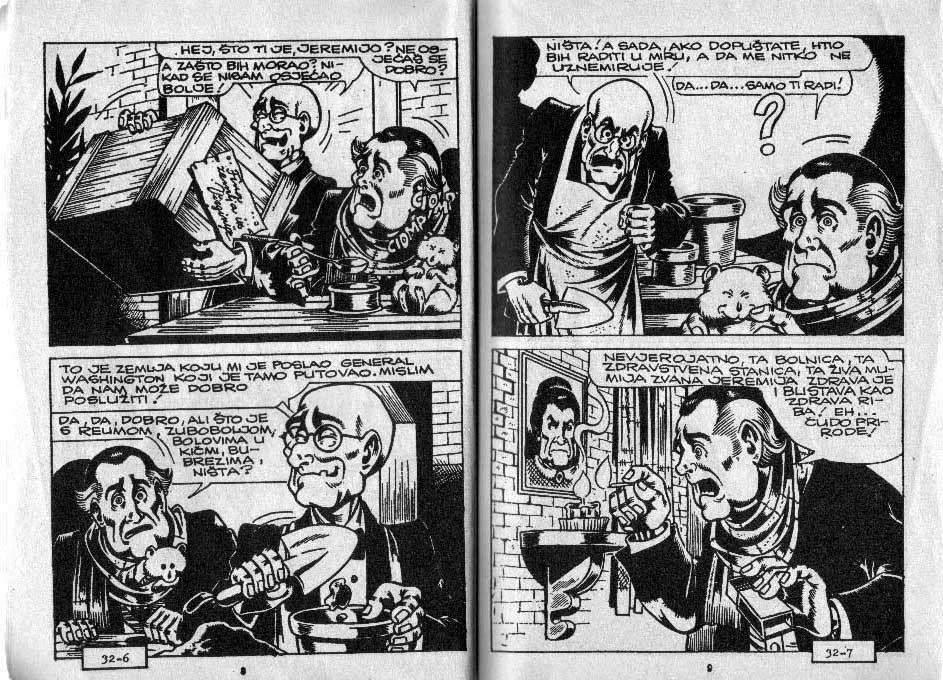 HEJ, ŠTO TI JE, JEREMIJO? NE OS-
JEĆAŠ SE
DOBRO?
A ZAŠTO BIH MORAO? NI-
KAD SE NISAM OSJEĆAO
BOLJE!
CIOMP
TO JE ZEMLJA KOJU MI JE POSLAO GENERAL
WASHINGTON KOJI JE TAMO PUTOVAO. MISLIM
DA NAM MOŽE DOBRO
POSLUŽITI!
DA, DA, DOBRO, ALI ŠTO JE
S REUMOM, ZUBOBOLJOM,
BOLOVIMA U
KIČMI, BU-
BREZIMA,
NIŠTA?
32-6
8
NIŠTA! A SADA, AKO DOPUŠTATE, HTIO
BIH RADITI U MIRU, A DA ME NITKO NE
UZNEMIRUJE!
DA...DA...SAMO TI RADI!
?
NEVJEROJATNO, TA BOLNICA, TA
ZDRAVSTVENA STANICA, TA ŽIVA MU-
MIJA ZVANA JEREMIJA ZDRAVA JE
I BLISTAVA KAO
ZDRAVA RI-
BA! EH...
ČUDO PRI-
RODE!
32-7
9